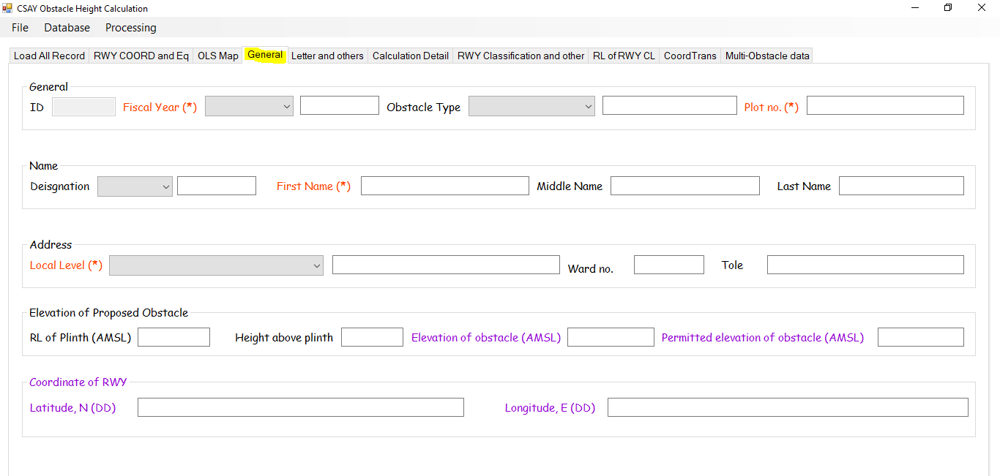 CSAY Obstacle Height Calculation
File Database Processing
Load All Record RWY COORD and Eq OLS Map General Letter and others Calculation Detail RWY Classification and other RL of RWY CL CoordTrans Multi-Obstacle data
General
ID Fiscal Year (*) Obstacle Type Plot no. (*)
Name
Deisgnation First Name (*) Middle Name Last Name
Address
Local Level (*) Ward no. Tole
Elevation of Proposed Obstacle
RL of Plinth (AMSL) Height above plinth Elevation of obstacle (AMSL) Permitted elevation of obstacle (AMSL)
Coordinate of RWY
Latitude, N (DD) Longitude, E (DD)